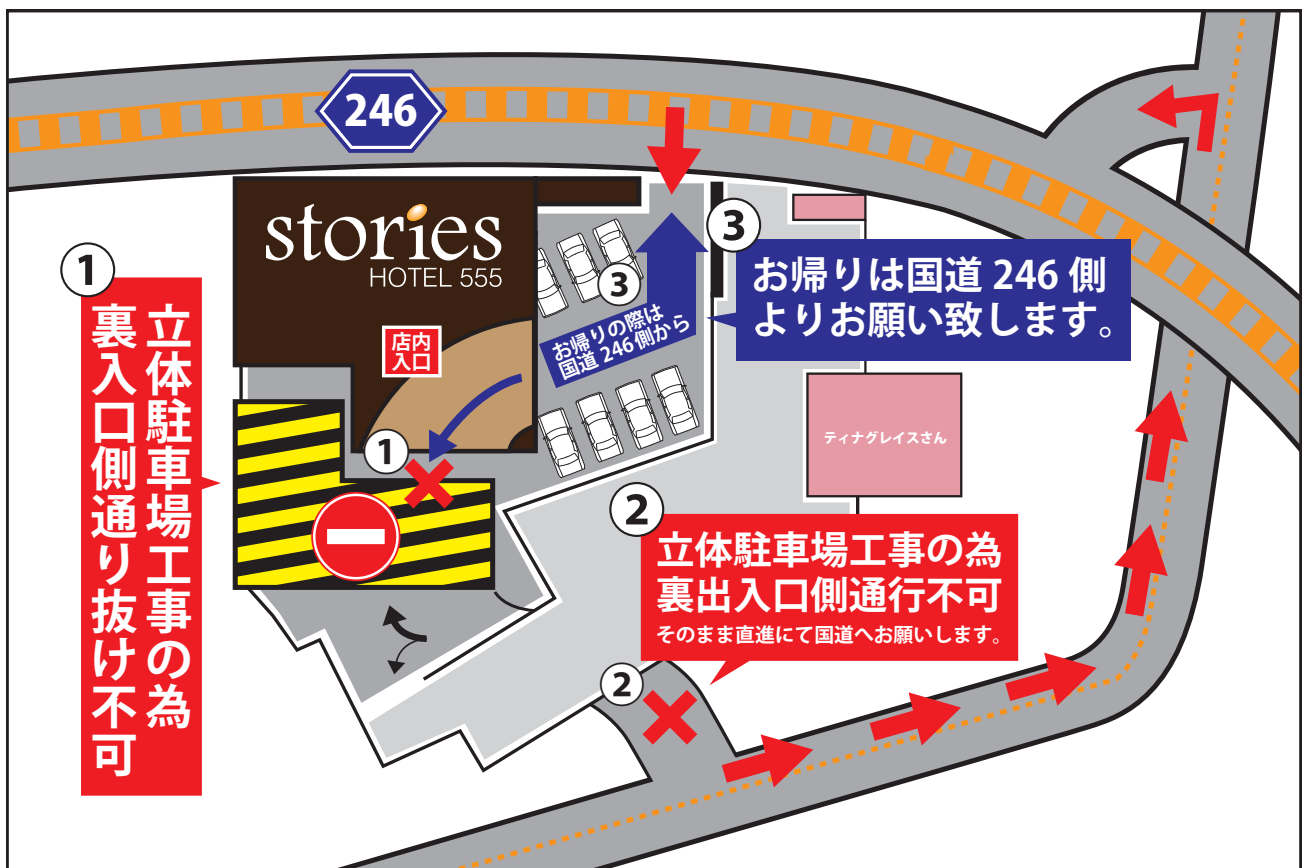 246
stories
HOTEL 555
店内
入口
①
立体駐車場工事の為
裏入口側通り抜け不可
①
③
お帰りの際は
国道 246 側から
③
お帰りは国道 246 側
よりお願い致します。
ティナグレイスさん
②
立体駐車場工事の為
裏出入口側通行不可
そのまま直進にて国道へお願いします。
②